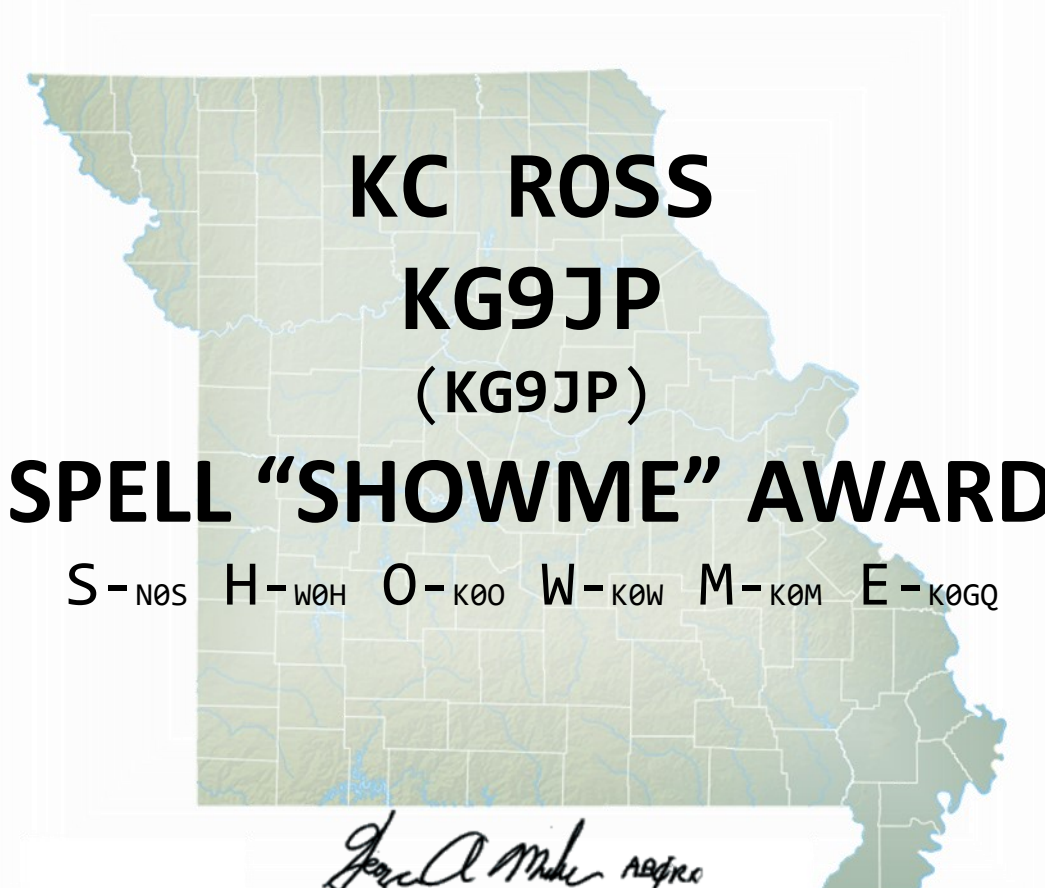 KC ROSS
KG9JP
(KG9JP)
SPELL “SHOWME” AWARD
S-N0S H-W0H O-K0O W-K0W M-K0M E-K0GQ